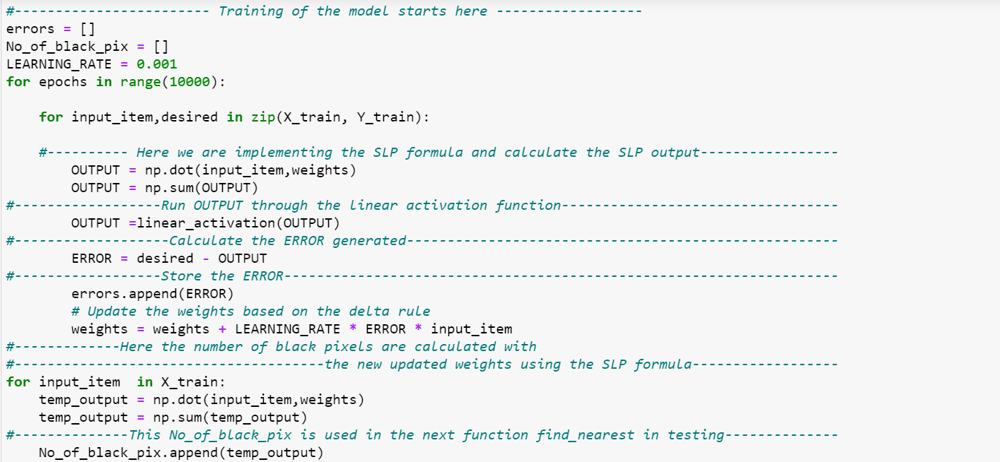 #------------------------ Training of the model starts here ------------------
errors = []
No_of_black_pix = []
LEARNING_RATE = 0.001
for epochs in range(10000):
    for input_item,desired in zip(X_train, Y_train):
    #---------- Here we are implementing the SLP formula and calculate the SLP output-----------------
        OUTPUT = np.dot(input_item,weights)
        OUTPUT = np.sum(OUTPUT)
#------------------Run OUTPUT through the linear activation function----------------------------------
        OUTPUT =linear_activation(OUTPUT)
#-------------------Calculate the ERROR generated-----------------------------------------------------
        ERROR = desired - OUTPUT
#------------------Store the ERROR--------------------------------------------------------------------
        errors.append(ERROR)
        # Update the weights based on the delta rule
        weights = weights + LEARNING_RATE * ERROR * input_item
#-------------Here the number of black pixels are calculated with
#--------------------------------------the new updated weights using the SLP formula------------------
for input_item  in X_train:
    temp_output = np.dot(input_item,weights)
    temp_output = np.sum(temp_output)
#--------------This No_of_black_pix is used in the next function find_nearest in testing--------------
    No_of_black_pix.append(temp_output)